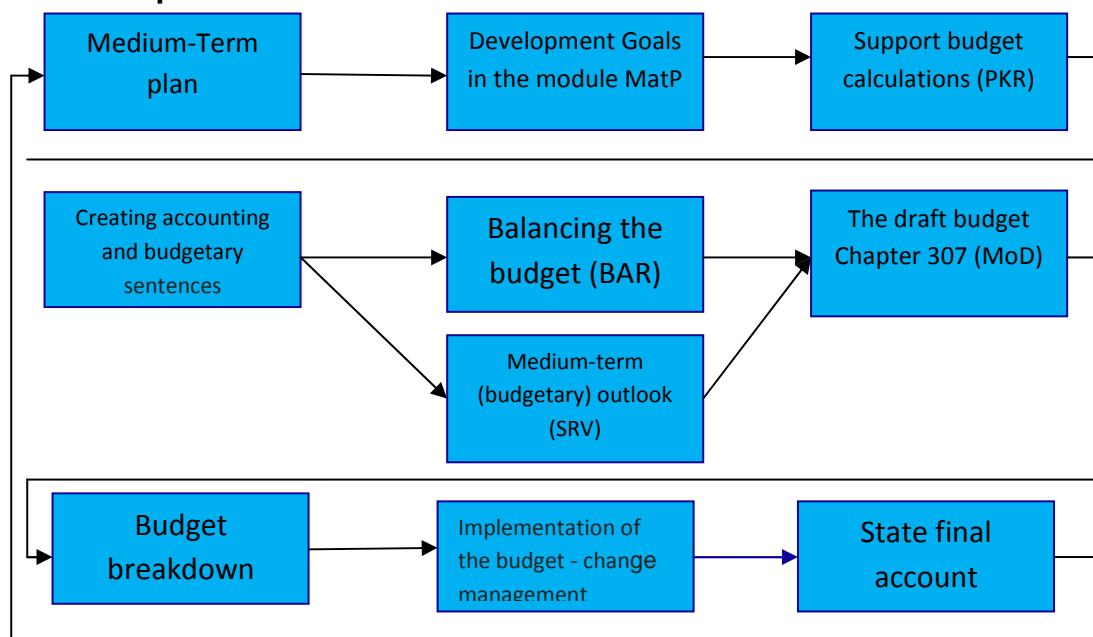 Medium-Term
plan
Development Goals
in the module MatP
Support budget
calculations (PKR)
Creating accounting
and budgetary
sentences
Balancing the
budget (BAR)
The draft budget
Chapter 307 (MoD)
Medium-term
(budgetary) outlook
(SRV)
Budget
breakdown
Implementation of
the budget - change
management
State final
account